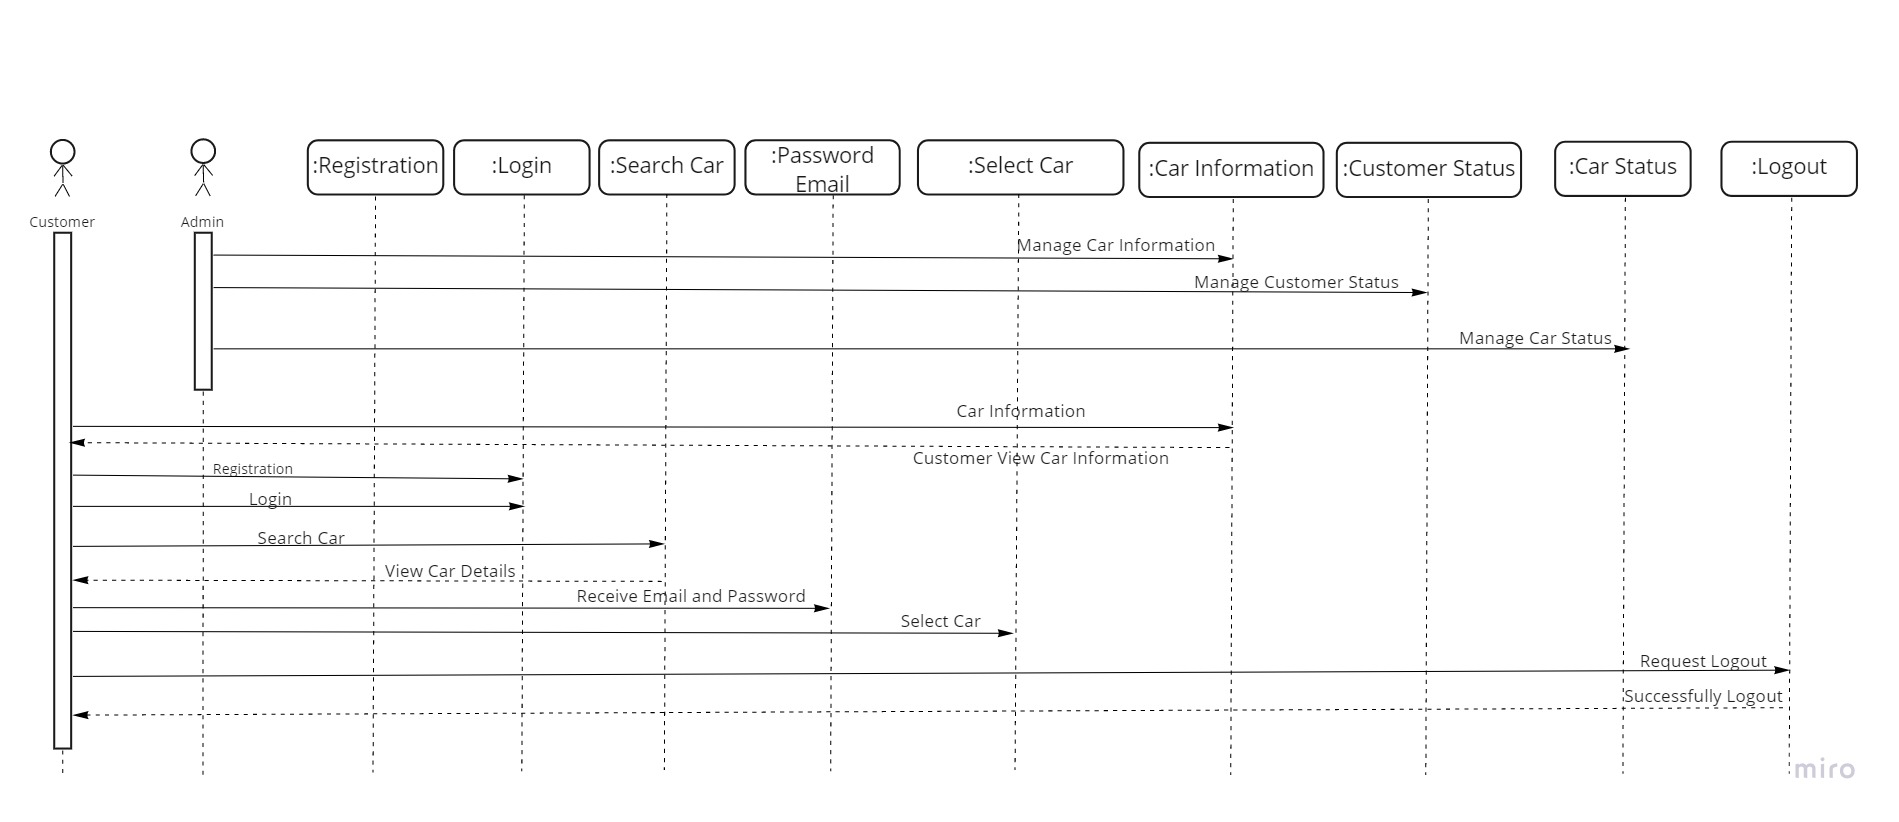 :Registration
:Login
:Search Car
:Password
Email
:Select Car
:Car Information
:Customer Status
:Car Status
:Logout
Customer
Admin
Manage Car Information
Manage Customer Status
Manage Car Status
Car Information
Customer View Car Information
Registration
Login
Search Car
View Car Details
Receive Email and Password
Select Car
Request Logout
Successfully Logout
miro